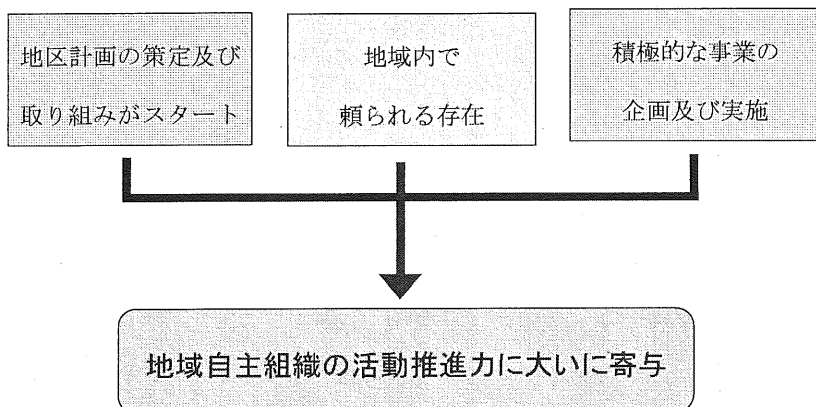 地区計画の策定及び
取り組みがスタート
地域内で
頼られる存在
積極的な事業の
企画及び実施
地域自主組織の活動推進力に大いに寄与